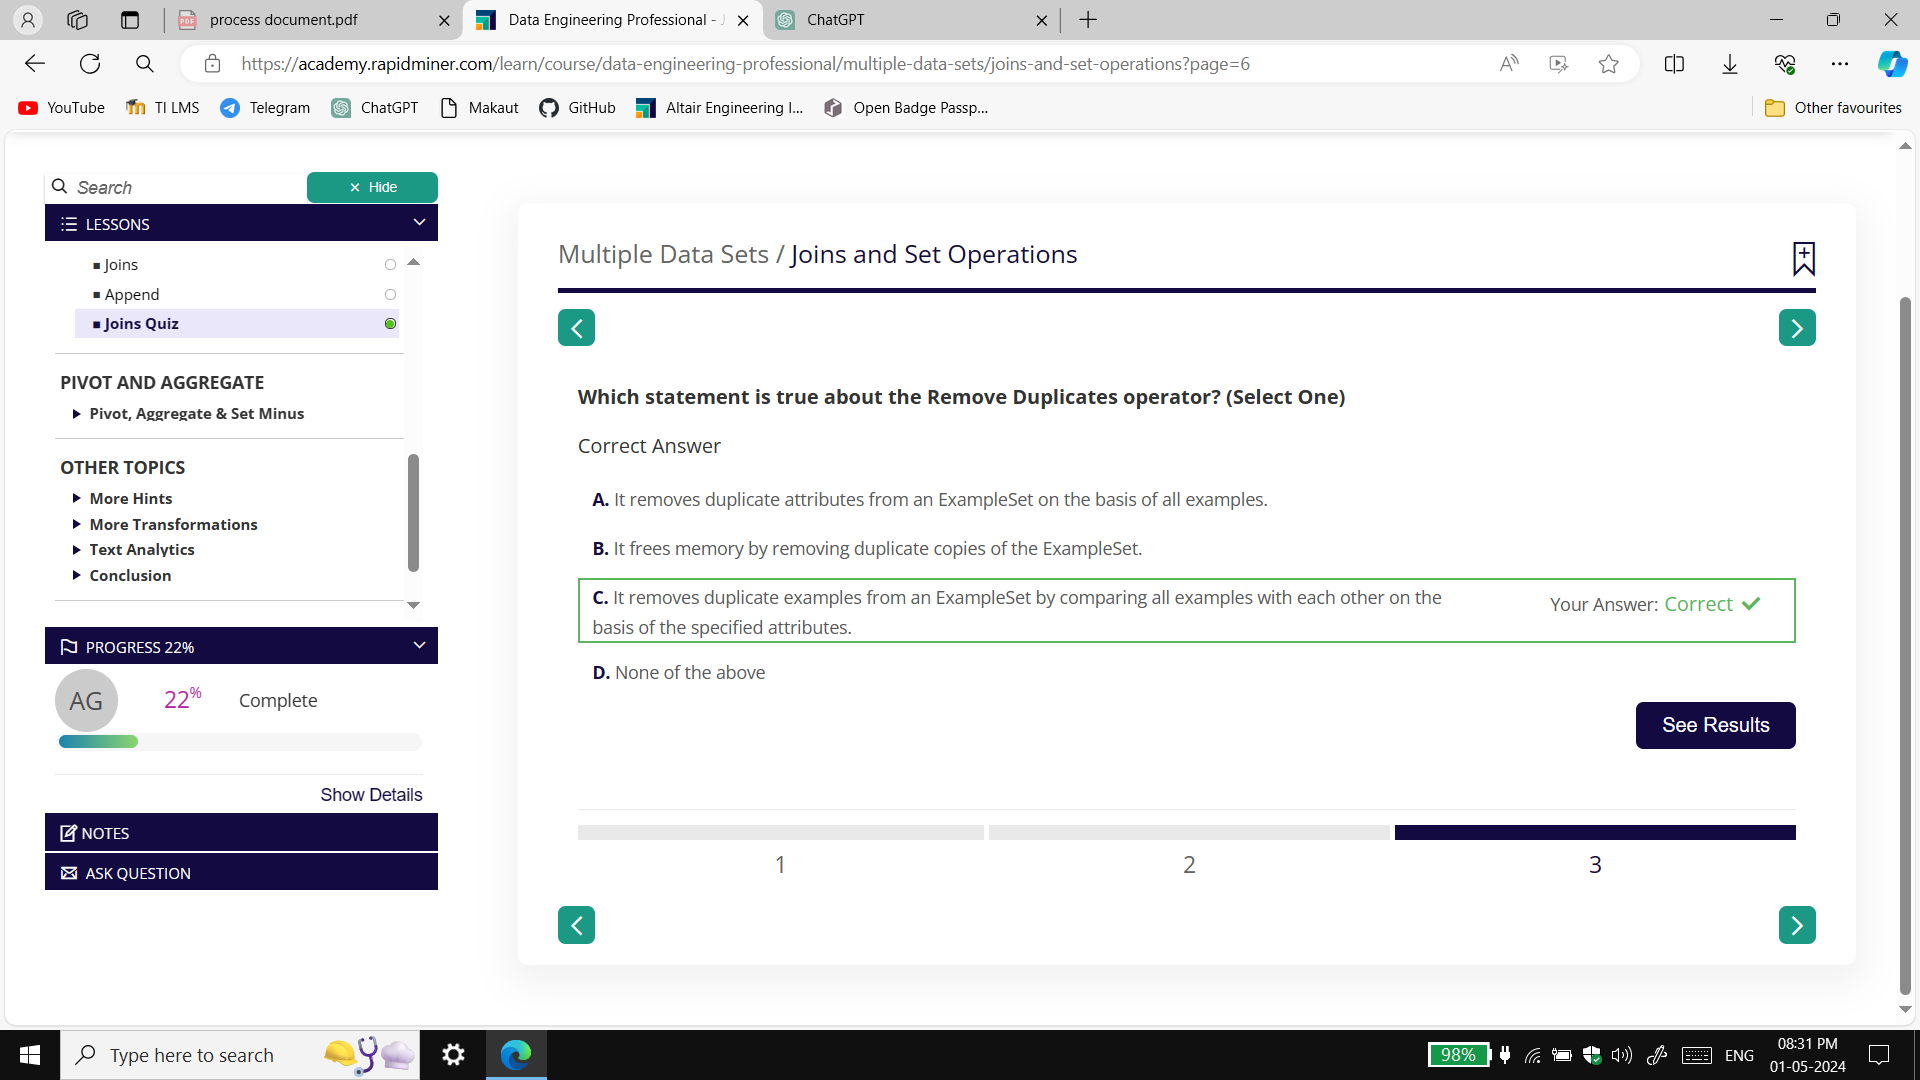 process document.pdf
Data Engineering Professional - J
ChatGPT
https://academy.rapidminer.com/learn/course/data-engineering-professional/multiple-data-sets/joins-and-set-operations?page=6
YouTube
TI LMS
Telegram
ChatGPT
Makaut
GitHub
Altair Engineering I...
Open Badge Passp...
Other favourites
Search
× Hide
LESSONS
Joins
Append
Joins Quiz
PIVOT AND AGGREGATE
Pivot, Aggregate & Set Minus
OTHER TOPICS
More Hints
More Transformations
Text Analytics
Conclusion
PROGRESS 22%
AG
22%
Complete
Show Details
NOTES
ASK QUESTION
Multiple Data Sets / Joins and Set Operations
Which statement is true about the Remove Duplicates operator? (Select One)
Correct Answer
A. It removes duplicate attributes from an ExampleSet on the basis of all examples.
B. It frees memory by removing duplicate copies of the ExampleSet.
C. It removes duplicate examples from an ExampleSet by comparing all examples with each other on the
basis of the specified attributes.
Your Answer: Correct
D. None of the above
See Results
1
2
3
Type here to search
98%
ENG
08:31 PM
01-05-2024